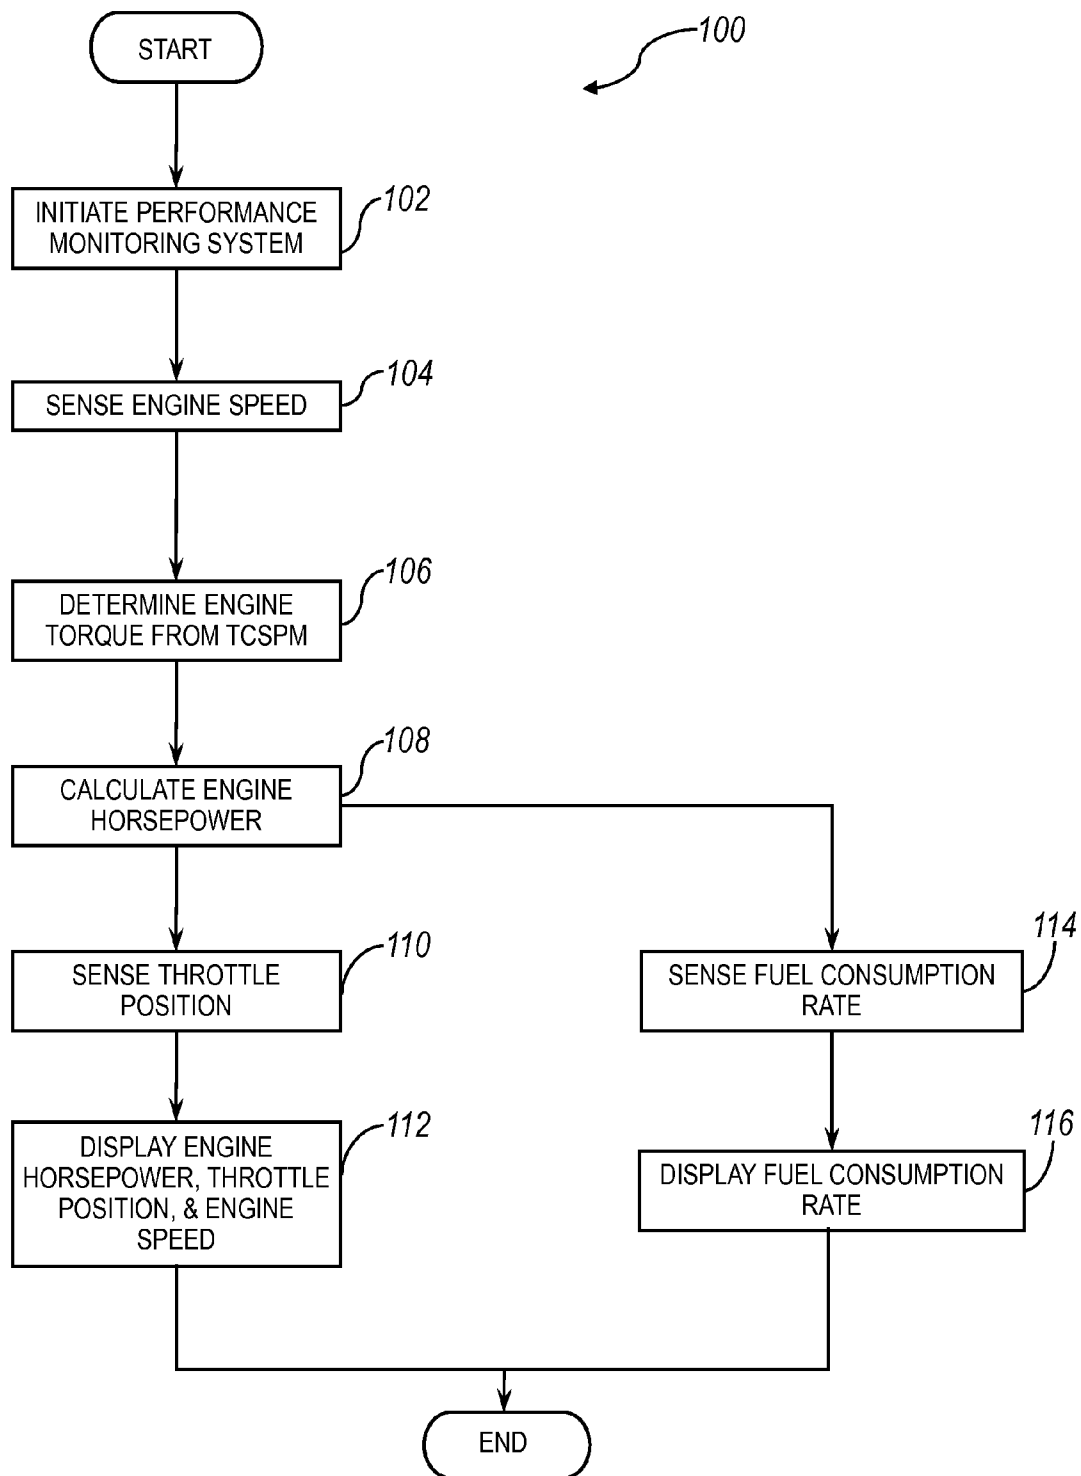 START
100
102
INITIATE PERFORMANCE
MONITORING SYSTEM
104
SENSE ENGINE SPEED
106
DETERMINE ENGINE
TORQUE FROM TCSPM
108
CALCULATE ENGINE
HORSEPOWER
110
SENSE THROTTLE
POSITION
114
SENSE FUEL CONSUMPTION
RATE
112
DISPLAY ENGINE
HORSEPOWER, THROTTLE
POSITION, & ENGINE
SPEED
116
DISPLAY FUEL CONSUMPTION
RATE
END